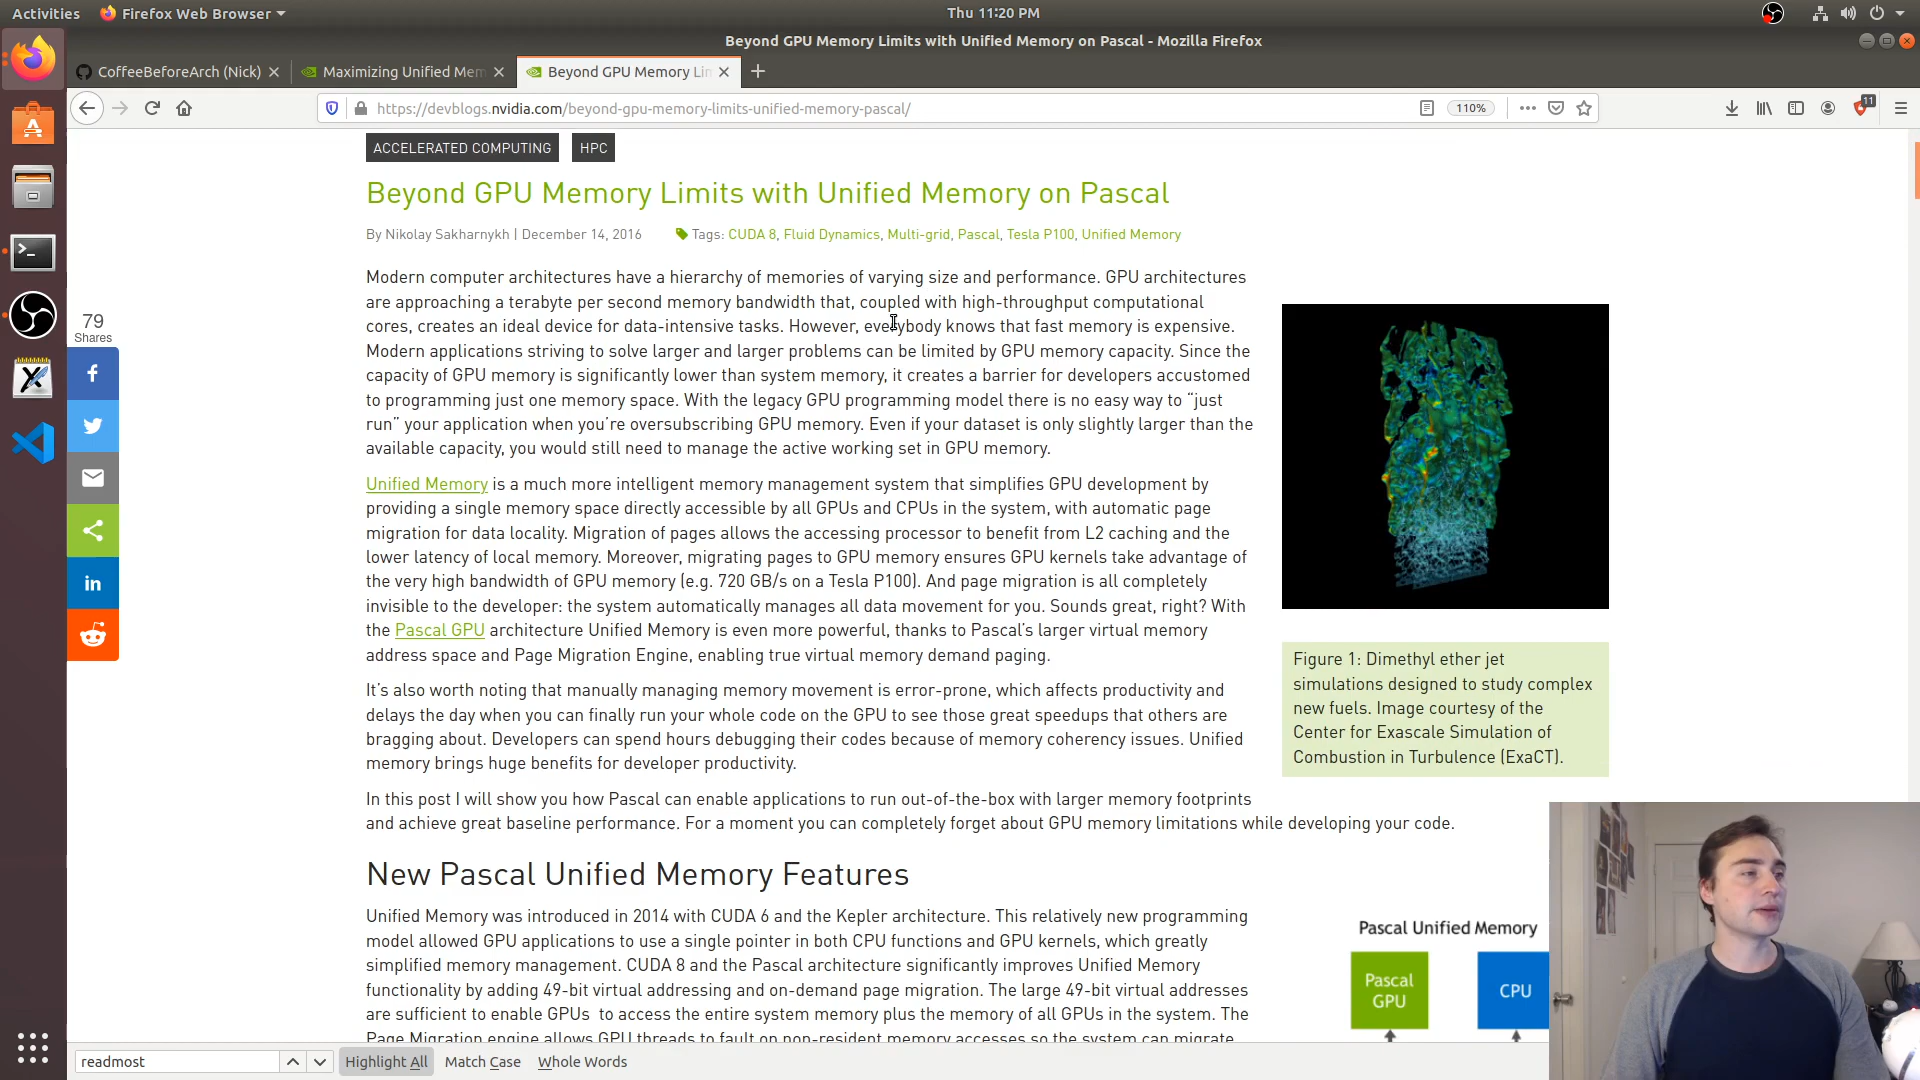 Activities
Firefox Web Browser
Thu 11:20 PM
Beyond GPU Memory Limits with Unified Memory on Pascal - Mozilla Firefox
CoffeeBeforeArch (Nick)
Maximizing Unified Mem
Beyond GPU Memory Li
https://devblogs.nvidia.com/beyond-gpu-memory-limits-unified-memory-pascal/
110%
11
ACCELERATED COMPUTING
HPC
Beyond GPU Memory Limits with Unified Memory on Pascal
By Nikolay Sakharnykh | December 14, 2016
Tags: CUDA 8, Fluid Dynamics, Multi-grid, Pascal, Tesla P100, Unified Memory
Modern computer architectures have a hierarchy of memories of varying size and performance. GPU architectures
are approaching a terabyte per second memory bandwidth that, coupled with high-throughput computational
cores, creates an ideal device for data-intensive tasks. However, everybody knows that fast memory is expensive.
Modern applications striving to solve larger and larger problems can be limited by GPU memory capacity. Since the
capacity of GPU memory is significantly lower than system memory, it creates a barrier for developers accustomed
to programming just one memory space. With the legacy GPU programming model there is no easy way to “just
run” your application when you’re oversubscribing GPU memory. Even if your dataset is only slightly larger than the
available capacity, you would still need to manage the active working set in GPU memory.
Unified Memory is a much more intelligent memory management system that simplifies GPU development by
providing a single memory space directly accessible by all GPUs and CPUs in the system, with automatic page
migration for data locality. Migration of pages allows the accessing processor to benefit from L2 caching and the
lower latency of local memory. Moreover, migrating pages to GPU memory ensures GPU kernels take advantage of
the very high bandwidth of GPU memory (e.g. 720 GB/s on a Tesla P100). And page migration is all completely
invisible to the developer: the system automatically manages all data movement for you. Sounds great, right? With
the Pascal GPU architecture Unified Memory is even more powerful, thanks to Pascal’s larger virtual memory
address space and Page Migration Engine, enabling true virtual memory demand paging.
It’s also worth noting that manually managing memory movement is error-prone, which affects productivity and
delays the day when you can finally run your whole code on the GPU to see those great speedups that others are
bragging about. Developers can spend hours debugging their codes because of memory coherency issues. Unified
memory brings huge benefits for developer productivity.
In this post I will show you how Pascal can enable applications to run out-of-the-box with larger memory footprints
and achieve great baseline performance. For a moment you can completely forget about GPU memory limitations while developing your code.
79
Shares
Figure 1: Dimethyl ether jet
simulations designed to study complex
new fuels. Image courtesy of the
Center for Exascale Simulation of
Combustion in Turbulence (ExaCT).
New Pascal Unified Memory Features
Unified Memory was introduced in 2014 with CUDA 6 and the Kepler architecture. This relatively new programming
model allowed GPU applications to use a single pointer in both CPU functions and GPU kernels, which greatly
simplified memory management. CUDA 8 and the Pascal architecture significantly improves Unified Memory
functionality by adding 49-bit virtual addressing and on-demand page migration. The large 49-bit virtual addresses
are sufficient to enable GPUs to access the entire system memory plus the memory of all GPUs in the system. The
Page Migration engine allows GPU threads to fault on non-resident memory accesses so the system can migrate
Pascal Unified Memory
Pascal
GPU
CPU
readmost
Highlight All
Match Case
Whole Words